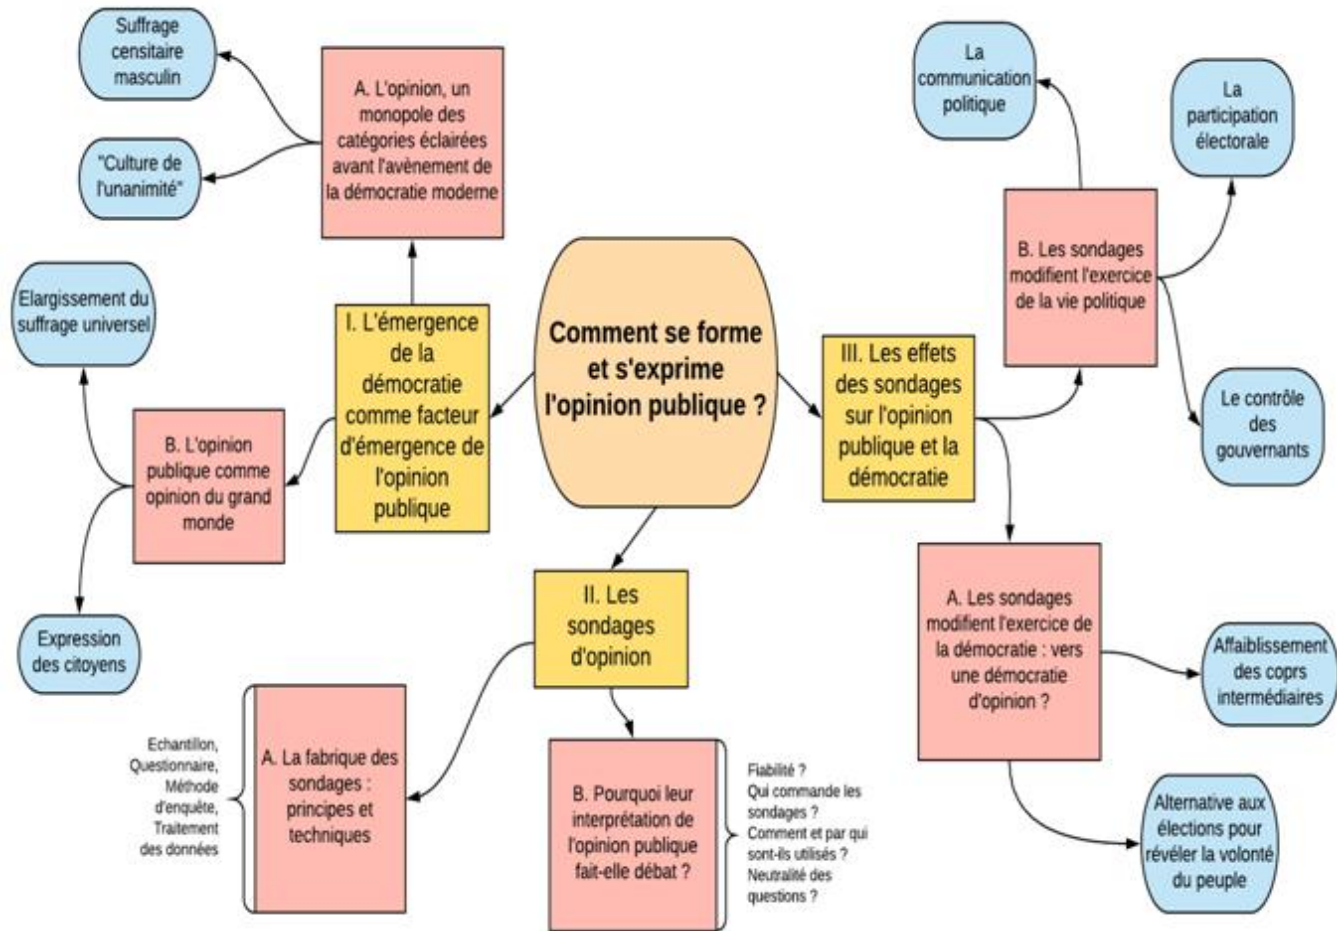 Comment se forme
et s'exprime
l'opinion publique ?
I. L'émergence
de la
démocratie
comme facteur
d'émergence de
l'opinion
publique
A. L'opinion, un
monopole des
catégories éclairées
avant l'avènement de
la démocratie moderne
Suffrage
censitaire
masculin
"Culture de
l'unanimité"
B. L'opinion
publique comme
opinion du grand
monde
Elargissement du
suffrage universel
Expression
des citoyens
II. Les
sondages
d'opinion
A. La fabrique des
sondages :
principes et
techniques
Echantillon,
Questionnaire,
Méthode
d'enquête,
Traitement
des données
B. Pourquoi leur
interprétation de
l'opinion publique
fait-elle débat ?
Fiabilité ?
Qui commande les
sondages ?
Comment et par qui
sont-ils utilisés ?
Neutralité des
questions ?
III. Les effets
des sondages
sur l'opinion
publique et la
démocratie
A. Les sondages
modifient l'exercice de
la démocratie : vers
une démocratie
d'opinion ?
Affaiblissement
des coprs
intermédiaires
Alternative aux
élections pour
révéler la volonté
du peuple
B. Les sondages
modifient l'exercice
de la vie politique
La
communication
politique
La
participation
électorale
Le contrôle
des
gouvernants